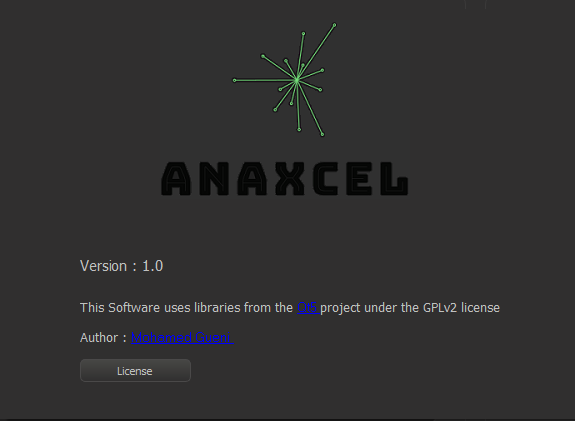 ANAXCEL
Version : 1.0
This Software uses libraries from the Qt5 project under the GPLv2 license
Author : Mohamed Gueni
License